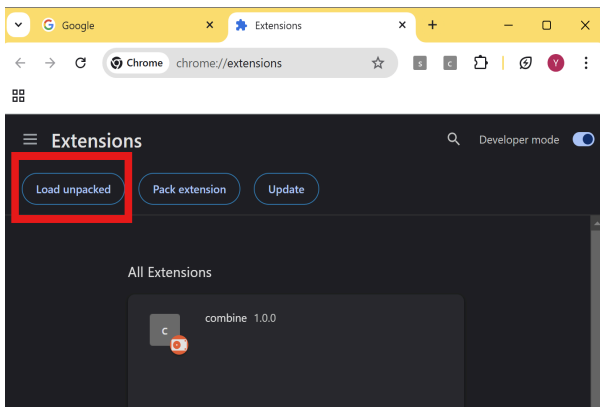 Google
Extensions
Chrome
chrome://extensions
s
c
Y
Extensions
Developer mode
Load unpacked
Pack extension
Update
All Extensions
c
combine 1.0.0